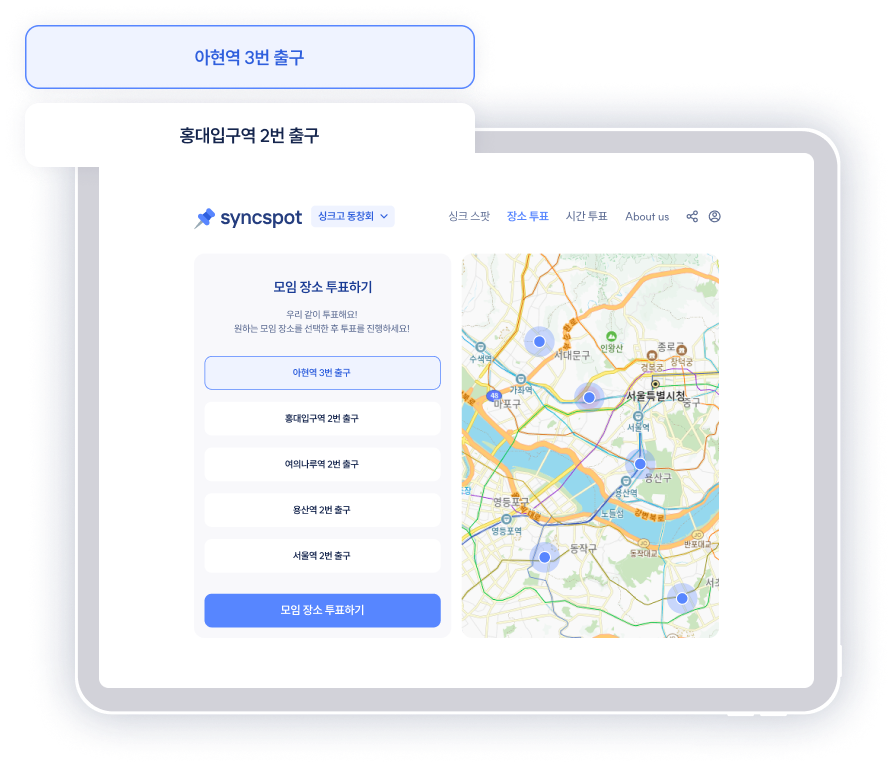 아현역 3번 출구
홍대입구역 2번 출구
syncspot
싱크고 동창회
싱크 스팟
장소 투표
시간 투표
About us
모임 장소 투표하기
우리 같이 투표해요!
원하는 모임 장소를 선택한 후 투표를 진행하세요!
아현역 3번 출구
홍대입구역 2번 출구
여의나루역 2번 출구
용산역 2번 출구
서울역 2번 출구
모임 장소 투표하기
인왕산
종로구
서대문구
경복궁
창덕궁
수색역
가좌역
48
마포구
서울특별시청
중구
서울역
용산구
용산역
영등포구
노들섬
강변북로
영등포역
동작구
동작대교
반포대교
서초